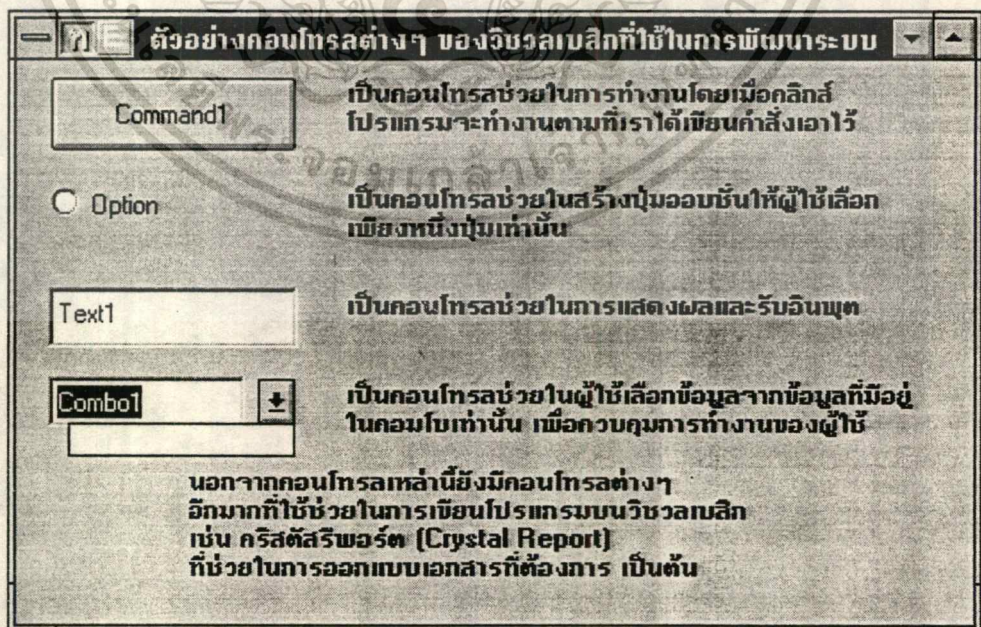 ตัวอย่างคอนโทรลต่างๆ ของวิชวลเบสิกที่ใช้ในการพัฒนาระบบ
Command1
เป็นคอนโทรลช่วยในการทำงานโดยเมื่อคลิกส์
โปรแกรมจะทำงานตามที่เราได้เขียนคำสั่งเอาไว้
Option
เป็นคอนโทรลช่วยในสร้างปุ่มออบชั่นให้ผู้ใช้เลือก
เพียงหนึ่งปุ่มเท่านั้น
Text1
เป็นคอนโทรลช่วยในการแสดงผลและรับอินพุต
Combo1
เป็นคอนโทรลช่วยในผู้ใช้เลือกข้อมูลจากข้อมูลที่มีอยู่
ในคอมโบเท่านั้น เพื่อควบคุมการทำงานของผู้ใช้
นอกจากคอนโทรลเหล่านี้ยังมีคอนโทรลต่างๆ
อีกมากที่ใช้ช่วยในการเขียนโปรแกรมบนวิชวลเบสิก
เช่น คริสตัสรีพอร์ต (Crystal Report)
ที่ช่วยในการออกแบบเอกสารที่ต้องการ เป็นต้น